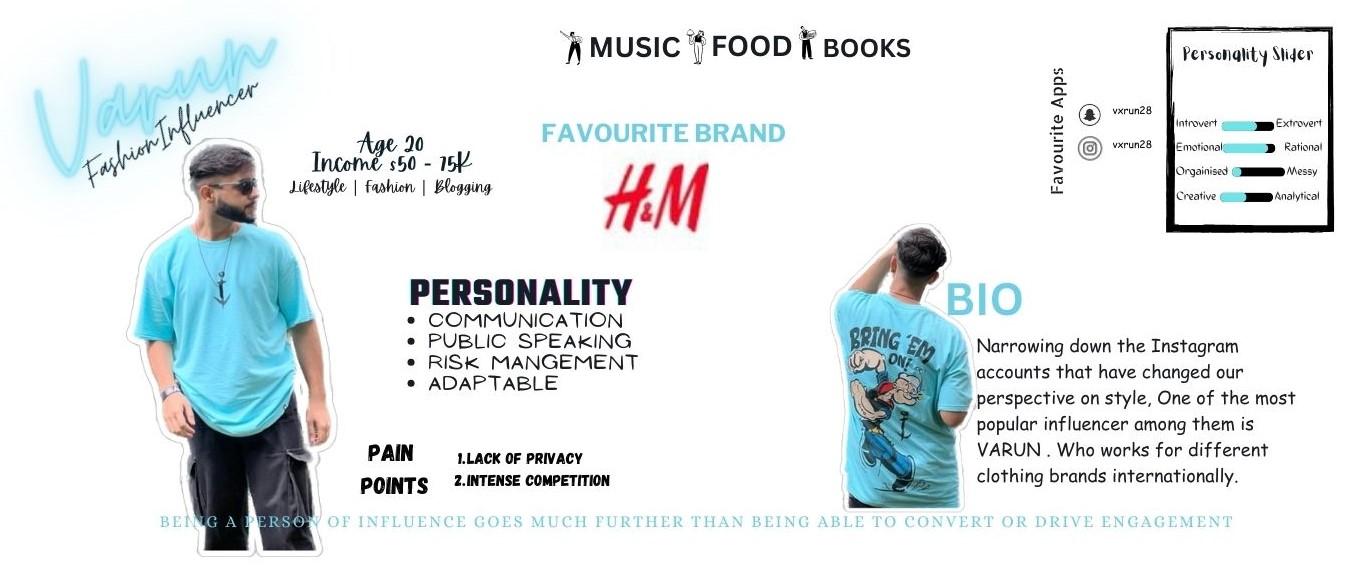 Varun
Fashion Influencer
MUSIC FOOD BOOKS
Age 20
Income $50 - 75K
Lifestyle | Fashion | Blogging
FAVOURITE BRAND
H&M
Favourite Apps
vxrun28
vxrun28
Personality Slider
Introvert Extrovert
Emotional Rational
Orgainised Messy
Creative Analytical
PERSONALITY
• COMMUNICATION
• PUBLIC SPEAKING
• RISK MANGEMENT
• ADAPTABLE
PAIN
POINTS
1.LACK OF PRIVACY
2.INTENSE COMPETITION
BRING 'EM
ON!
BIO
Narrowing down the Instagram
accounts that have changed our
perspective on style, One of the most
popular influencer among them is
VARUN . Who works for different
clothing brands internationally.
BEING A PERSON OF INFLUENCE GOES MUCH FURTHER THAN BEING ABLE TO CONVERT OR DRIVE ENGAGEMENT